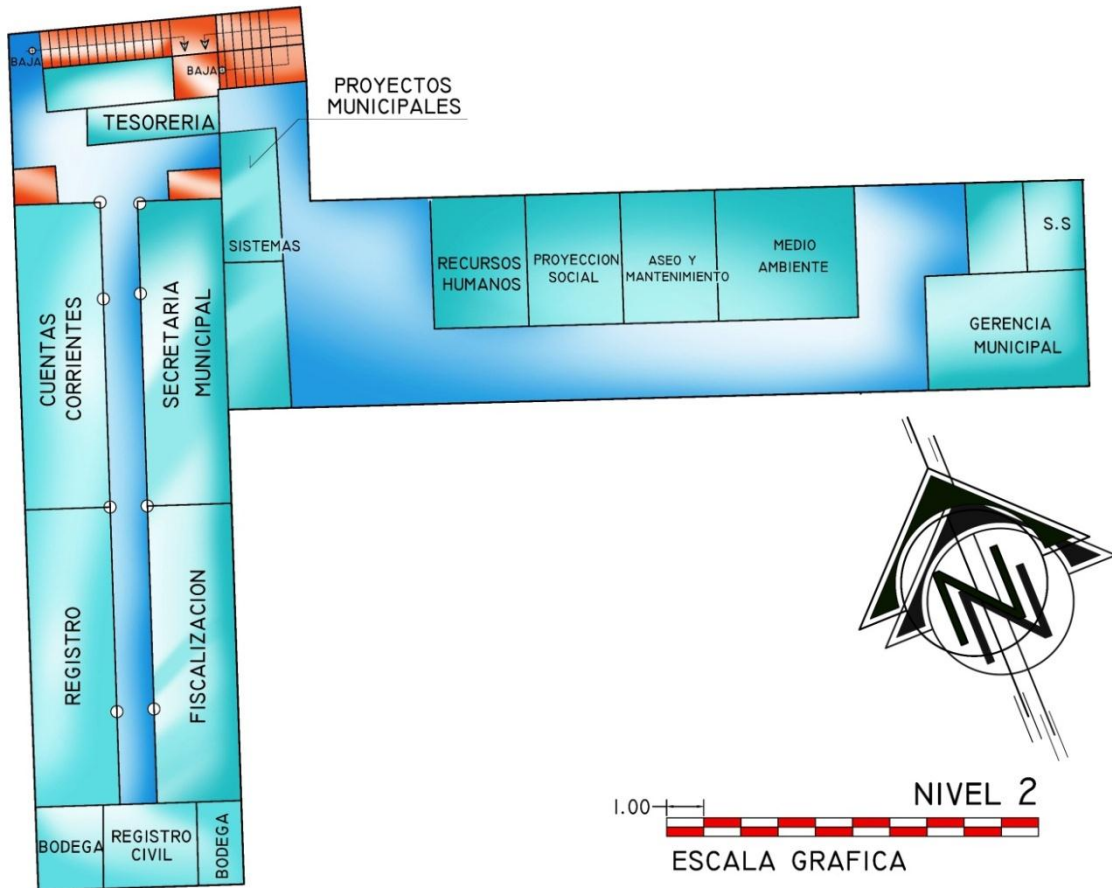 BAJA
BAJA
PROYECTOS
MUNICIPALES
TESORERIA
SISTEMAS
RECURSOS
HUMANOS
PROYECCION
SOCIAL
ASEO Y
MANTENIMIENTO
MEDIO
AMBIENTE
S.S
GERENCIA
MUNICIPAL
CUENTAS
CORRIENTES
SECRETARIA
MUNICIPAL
REGISTRO
FISCALIZACION
BODEGA
REGISTRO
CIVIL
BODEGA
N
NIVEL 2
1.00
ESCALA GRAFICA